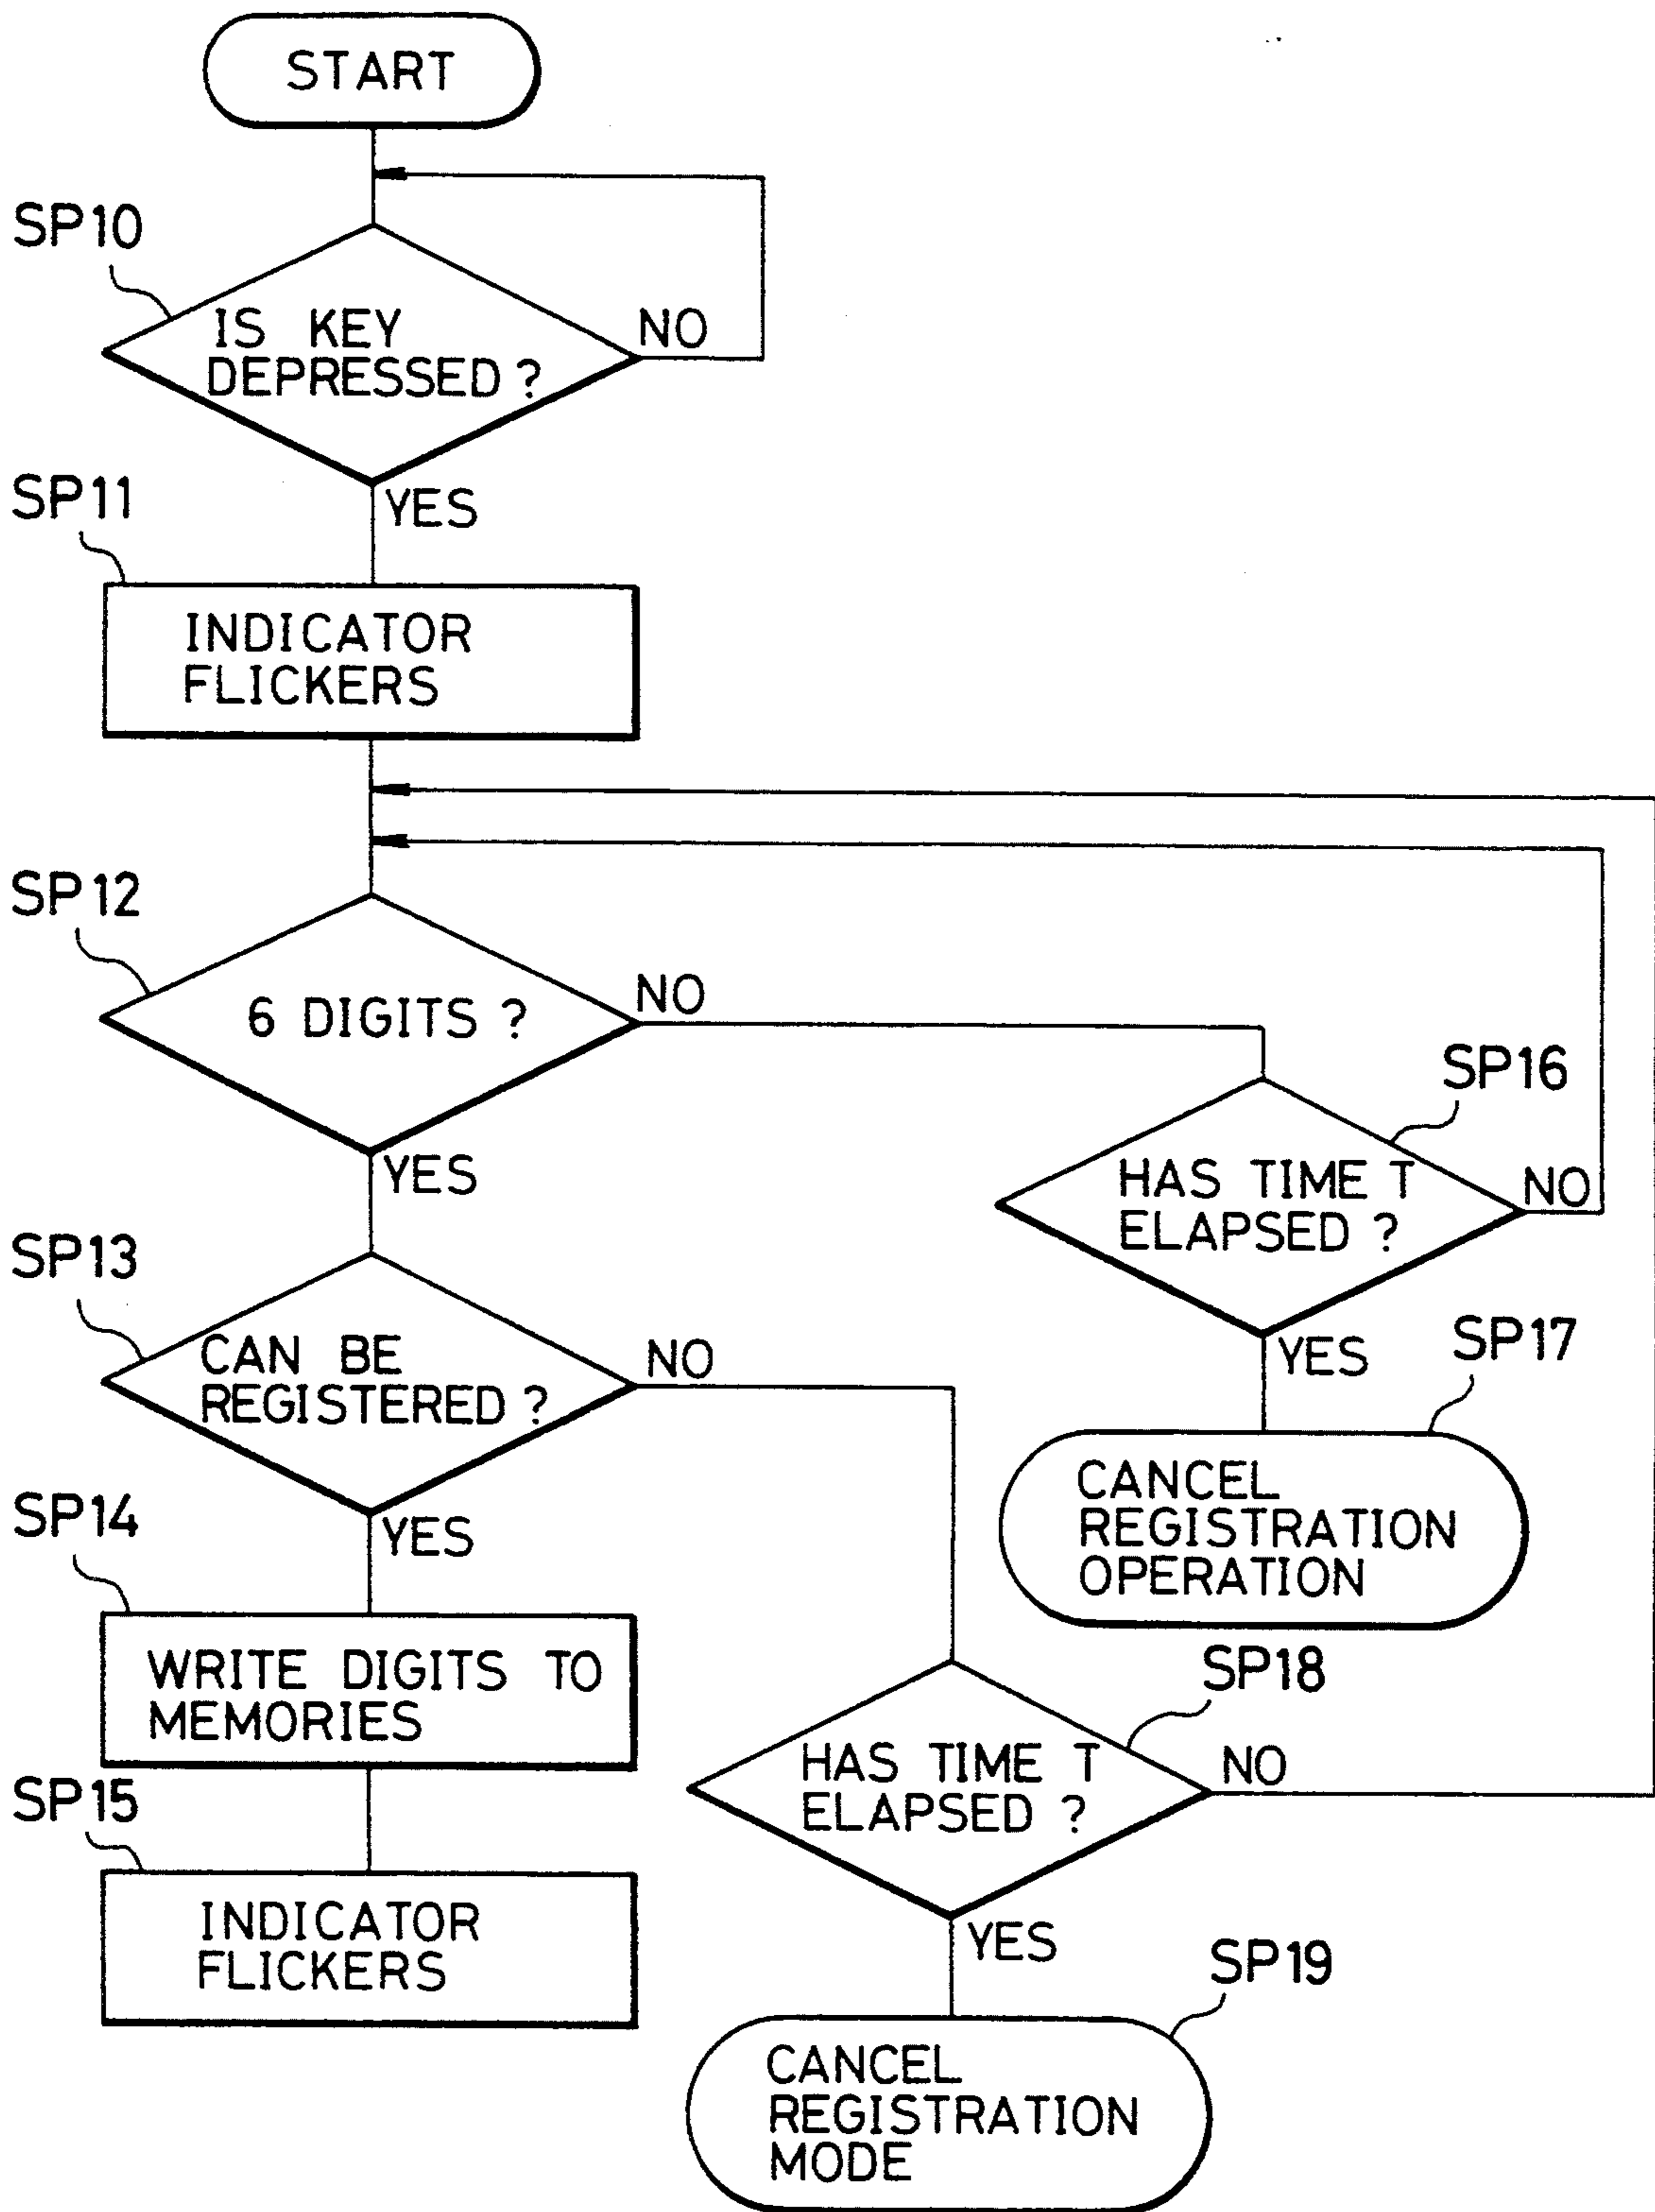 START
SP10
IS KEY
DEPRESSED ?
NO
YES
SP11
INDICATOR
FLICKERS
SP12
6 DIGITS ?
NO
YES
SP16
HAS TIME T
ELAPSED ?
NO
YES
SP17
CANCEL
REGISTRATION
OPERATION
SP13
CAN BE
REGISTERED ?
NO
YES
SP14
WRITE DIGITS TO
MEMORIES
SP15
INDICATOR
FLICKERS
SP18
HAS TIME T
ELAPSED ?
NO
YES
SP19
CANCEL
REGISTRATION
MODE